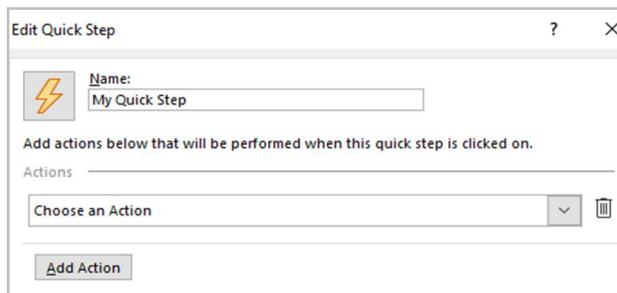 Edit Quick Step
?
Name:
My Quick Step
Add actions below that will be performed when this quick step is clicked on.
Actions
Choose an Action
Add Action